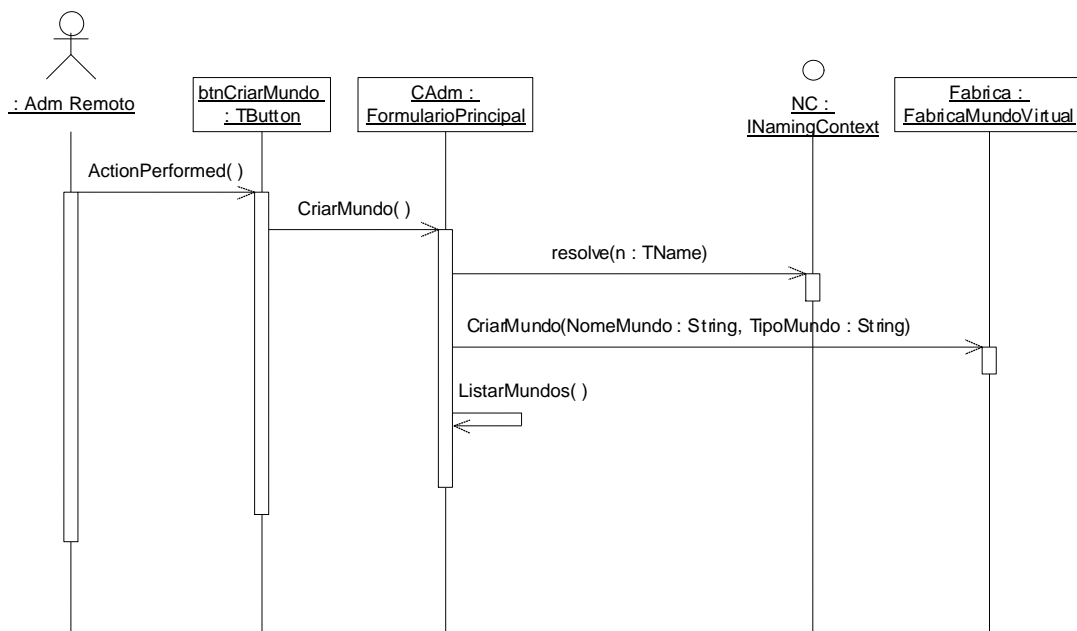 : Adm Remoto
btnCriarMundo
: TButton
CAdm :
FormularioPrincipal
NC :
INamingContext
Fabrica :
FabricaMundoVirtual
ActionPerformed( )
CriarMundo( )
resolve(n : TName)
CriarMundo(NomeMundo : String, TipoMundo : String)
ListarMundos( )